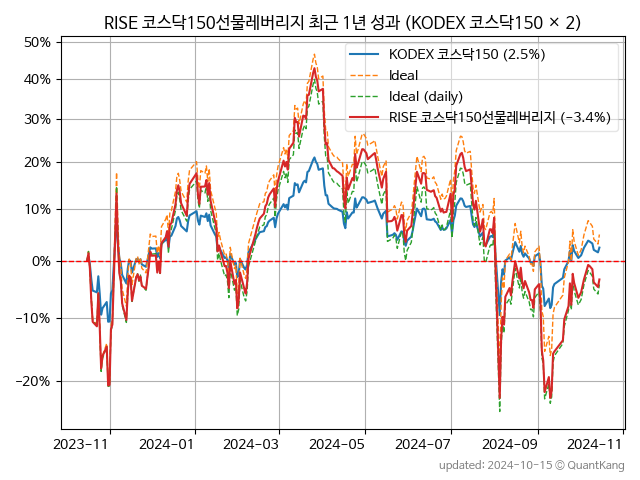 RISE 코스닥150선물레버리지 최근 1년 성과 (KODEX 코스닥150 × 2)
50%
40%
30%
20%
10%
0%
−10%
−20%
KODEX 코스닥150 (2.5%)
Ideal
Ideal (daily)
RISE 코스닥150선물레버리지 (−3.4%)
2023-11
2024-01
2024-03
2024-05
2024-07
2024-09
2024-11
updated: 2024-10-15 © QuantKang